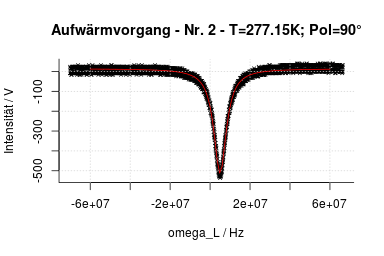 Aufwärmvorgang - Nr. 2 - T=277.15K; Pol=90°
Intensität / V
-100
-300
-500
-6e+07
-2e+07
2e+07
6e+07
omega_L / Hz